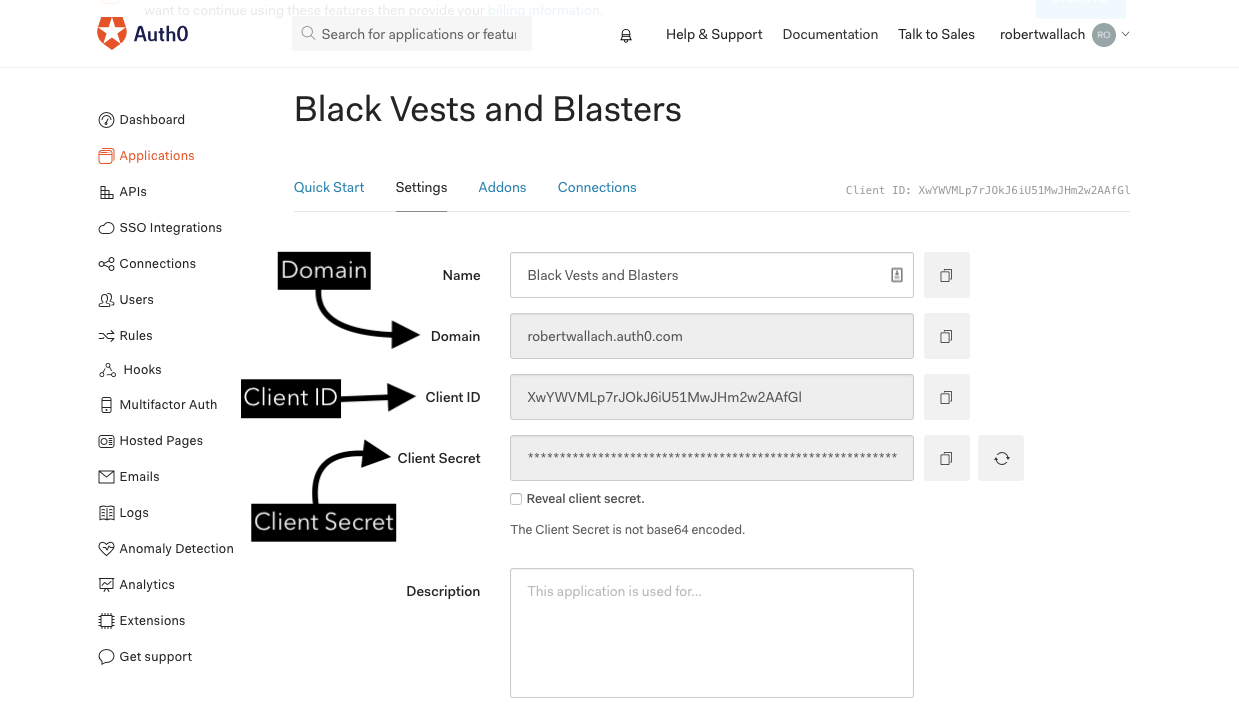 want to continue using these features then provide your billing information.
Auth0
Search for applications or featur
Help & Support
Documentation
Talk to Sales
robertwallach
RO
Black Vests and Blasters
Dashboard
Applications
APIs
SSO Integrations
Connections
Users
Rules
Hooks
Multifactor Auth
Hosted Pages
Emails
Logs
Anomaly Detection
Analytics
Extensions
Get support
Quick Start
Settings
Addons
Connections
Client ID: XwYWVMLp7rJOkJ6iU51MwJHm2w2AAfGl
Domain
Name
Black Vests and Blasters
Domain
robertwallach.auth0.com
Client ID
Client ID
XwYWVMLp7rJOkJ6iU51MwJHm2w2AAfGl
Client Secret
************************************************************
Reveal client secret.
Client Secret
The Client Secret is not base64 encoded.
Description
This application is used for...